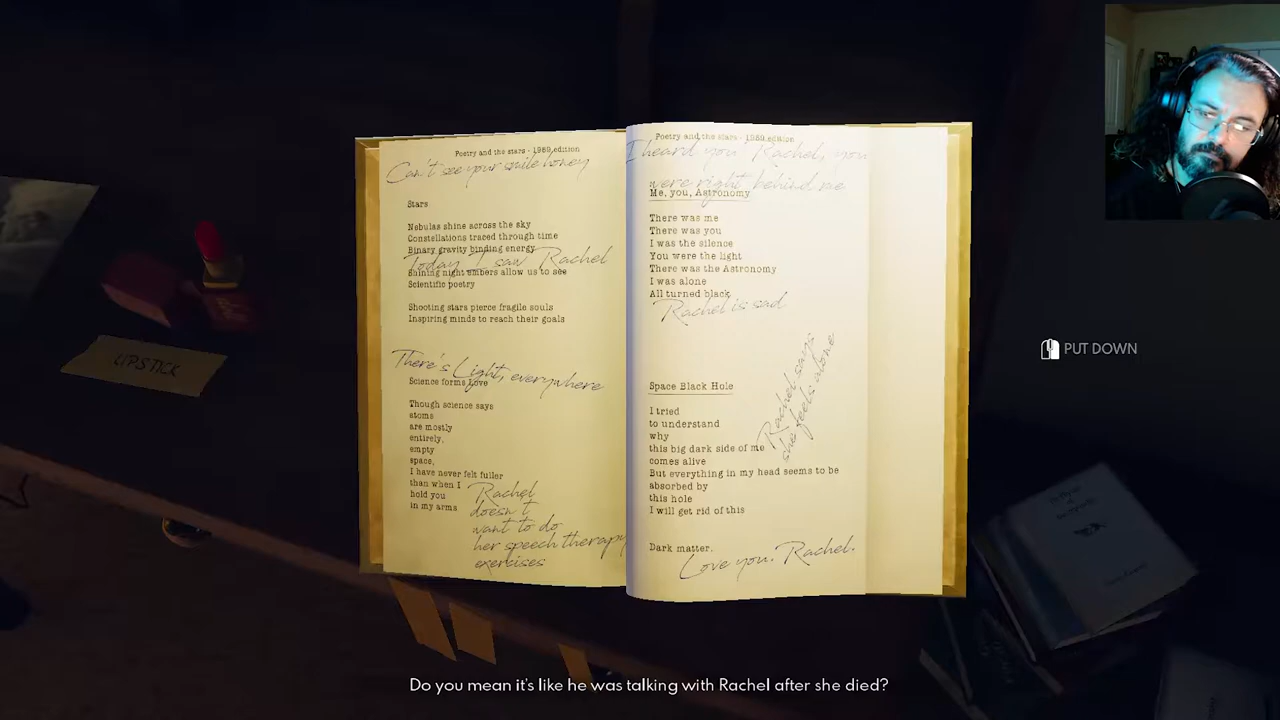 Poetry and the stars - 1989 edition
Can't see your smile honey
Stars
Nebulas shine across the sky
Constellations traced through time
Binary gravity binding energy
Today I saw Rachel
Shining night embers allow us to see
Scientific poetry
Shooting stars pierce fragile souls
Inspiring minds to reach their goals
There's Light, everywhere
Science forms Love
Though science says
atoms
are mostly
entirely,
empty
space,
I have never felt fuller
than when I
hold you
in my arms
Rachel
doesn't
want to do
her speech therapy
exercises
Poetry and the stars - 1989 edition
I heard you Rachel, you
were right behind me
Me, you, Astronomy
There was me
There was you
I was the silence
You were the light
There was the Astronomy
I was alone
All turned black
Rachel is sad
Rachel says
she feels alone
Space Black Hole
I tried
to understand
why
this big dark side of me
comes alive
But everything in my head seems to be
absorbed by
this hole
I will get rid of this
Dark matter.
Love you. Rachel.
LIPSTICK
PUT DOWN
Do you mean it's like he was talking with Rachel after she died?